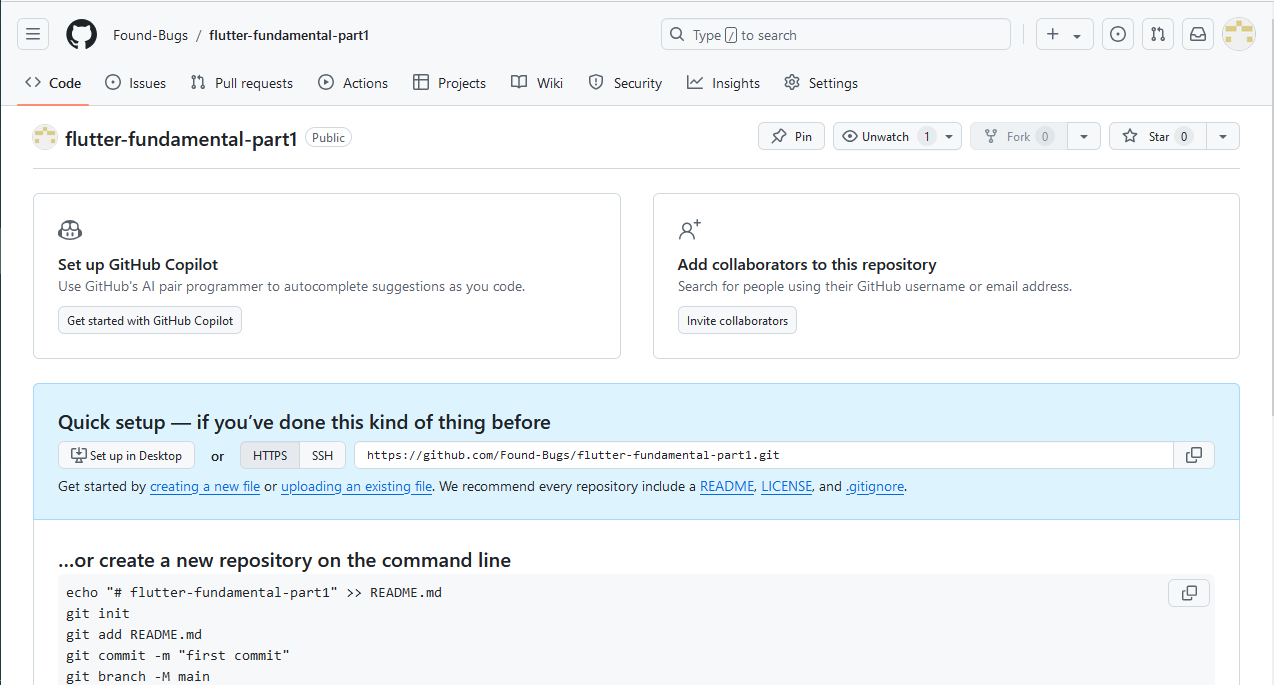 Found-Bugs / flutter-fundamental-part1
Type / to search
Code Issues Pull requests Actions Projects Wiki Security Insights Settings
flutter-fundamental-part1 Public
Pin Unwatch 1 Fork 0 Star 0
Set up GitHub Copilot
Use GitHub's AI pair programmer to autocomplete suggestions as you code.
Get started with GitHub Copilot
Add collaborators to this repository
Search for people using their GitHub username or email address.
Invite collaborators
Quick setup — if you’ve done this kind of thing before
Set up in Desktop or HTTPS SSH https://github.com/Found-Bugs/flutter-fundamental-part1.git
Get started by creating a new file or uploading an existing file. We recommend every repository include a README, LICENSE, and .gitignore.
…or create a new repository on the command line
echo "# flutter-fundamental-part1" >> README.md
git init
git add README.md
git commit -m "first commit"
git branch -M main